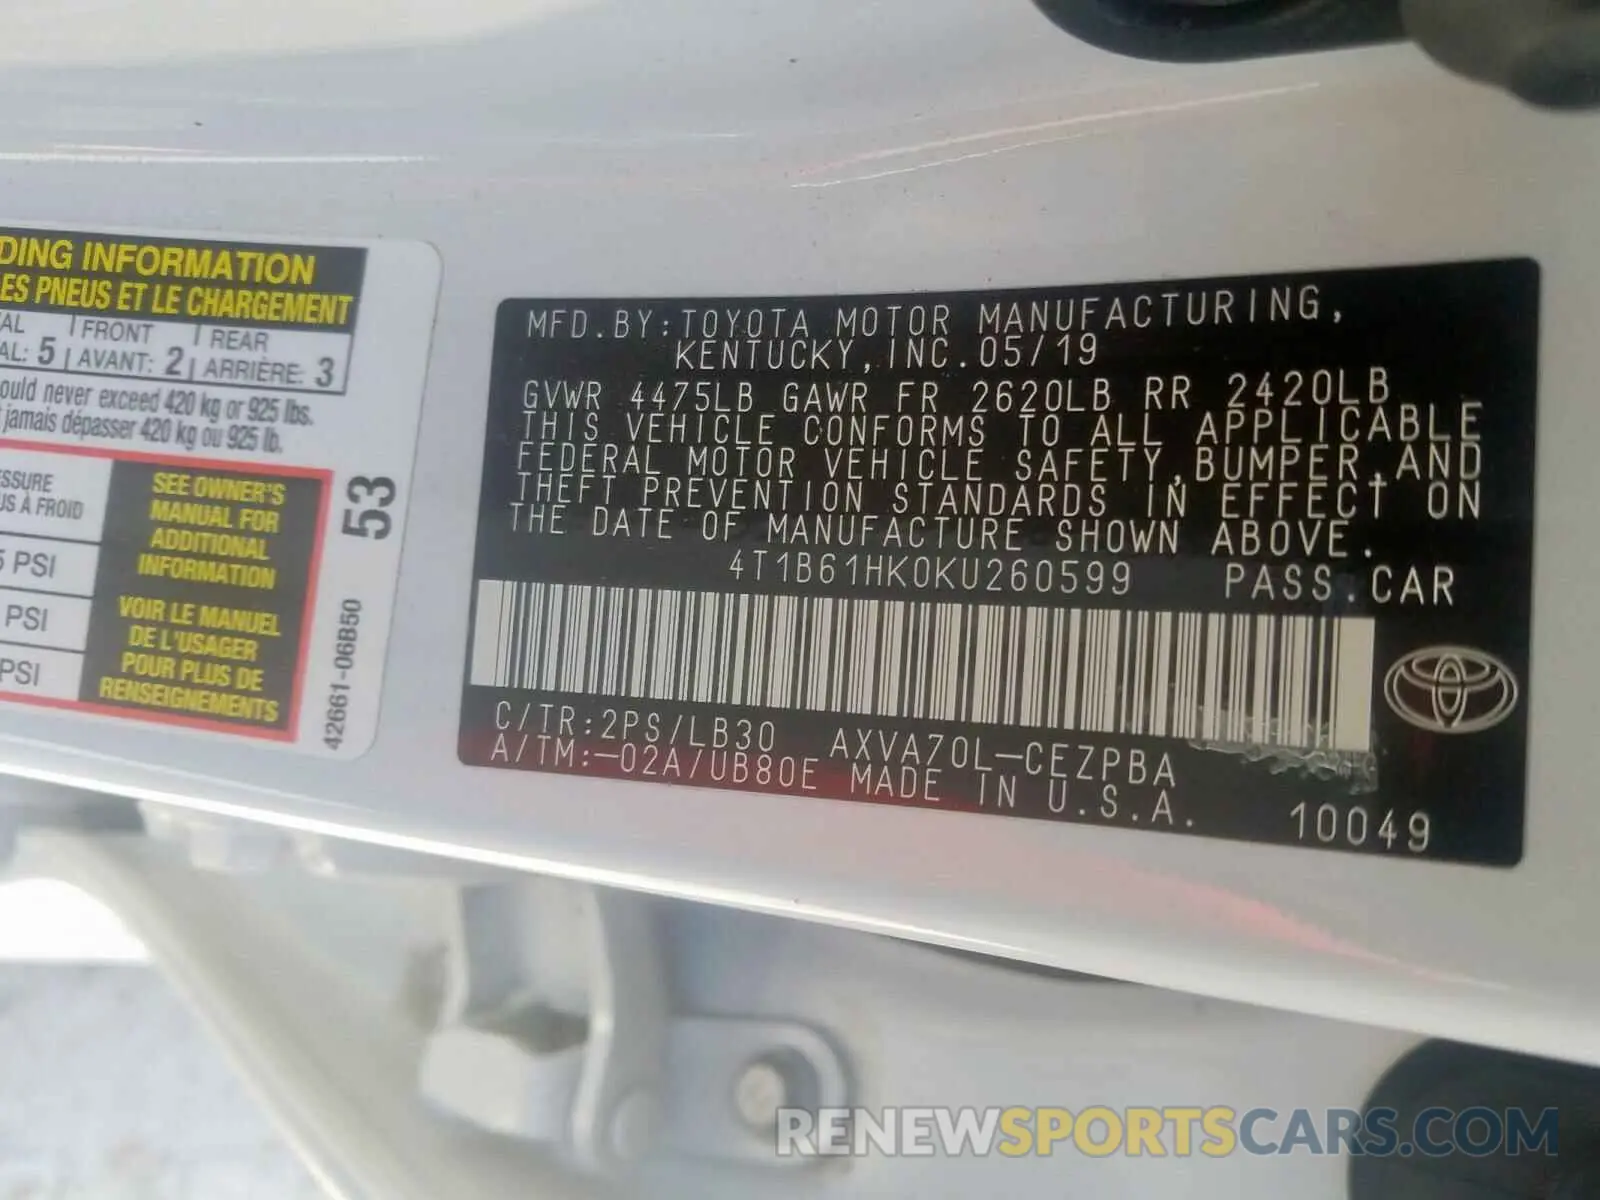 DING INFORMATION
ES PNEUS ET LE CHARGEMENT
FRONT REAR
AL: 5 AVANT: 2 ARRIÈRE: 3
ould never exceed 420 kg or 925 lbs.
jamais dépasser 420 kg ou 925 lb.
ESSURE
US À FROID
5 PSI
PSI
PSI
SEE OWNER'S
MANUAL FOR
ADDITIONAL
INFORMATION
VOIR LE MANUEL
DE L'USAGER
POUR PLUS DE
RENSEIGNEMENTS
53
42661-06B50
MFD.BY:TOYOTA MOTOR MANUFACTURING,
KENTUCKY,INC.05/19
GVWR 4475LB GAWR FR 2620LB RR 2420LB
THIS VEHICLE CONFORMS TO ALL APPLICABLE
FEDERAL MOTOR VEHICLE SAFETY,BUMPER,AND
THEFT PREVENTION STANDARDS IN EFFECT ON
THE DATE OF MANUFACTURE SHOWN ABOVE.
4T1B61HK0KU260599 PASS.CAR
C/TR:2PS/LB30 AXVA70L-CEZPBA
A/TM:-02A/UB80E MADE IN U.S.A.
10049
RENEWSPORTSCARS.COM